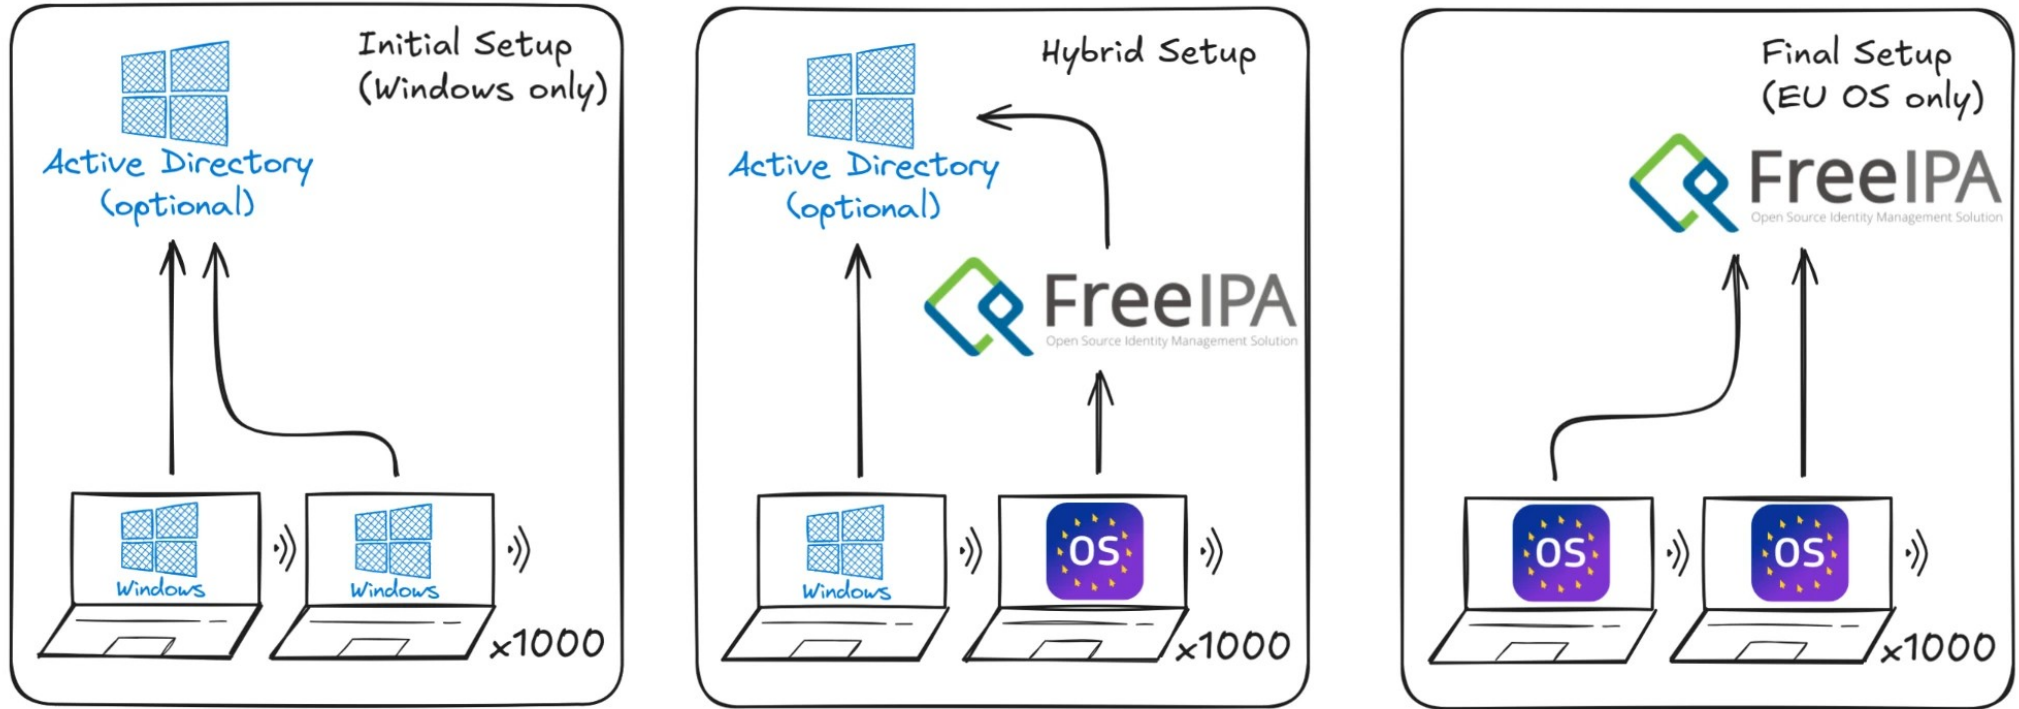 Initial Setup
(Windows only)
Active Directory
(optional)
Windows
Windows
x1000
Hybrid Setup
Active Directory
(optional)
FreeIPA
Open Source Identity Management Solution
Windows
OS
x1000
Final Setup
(EU OS only)
FreeIPA
Open Source Identity Management Solution
OS
OS
x1000